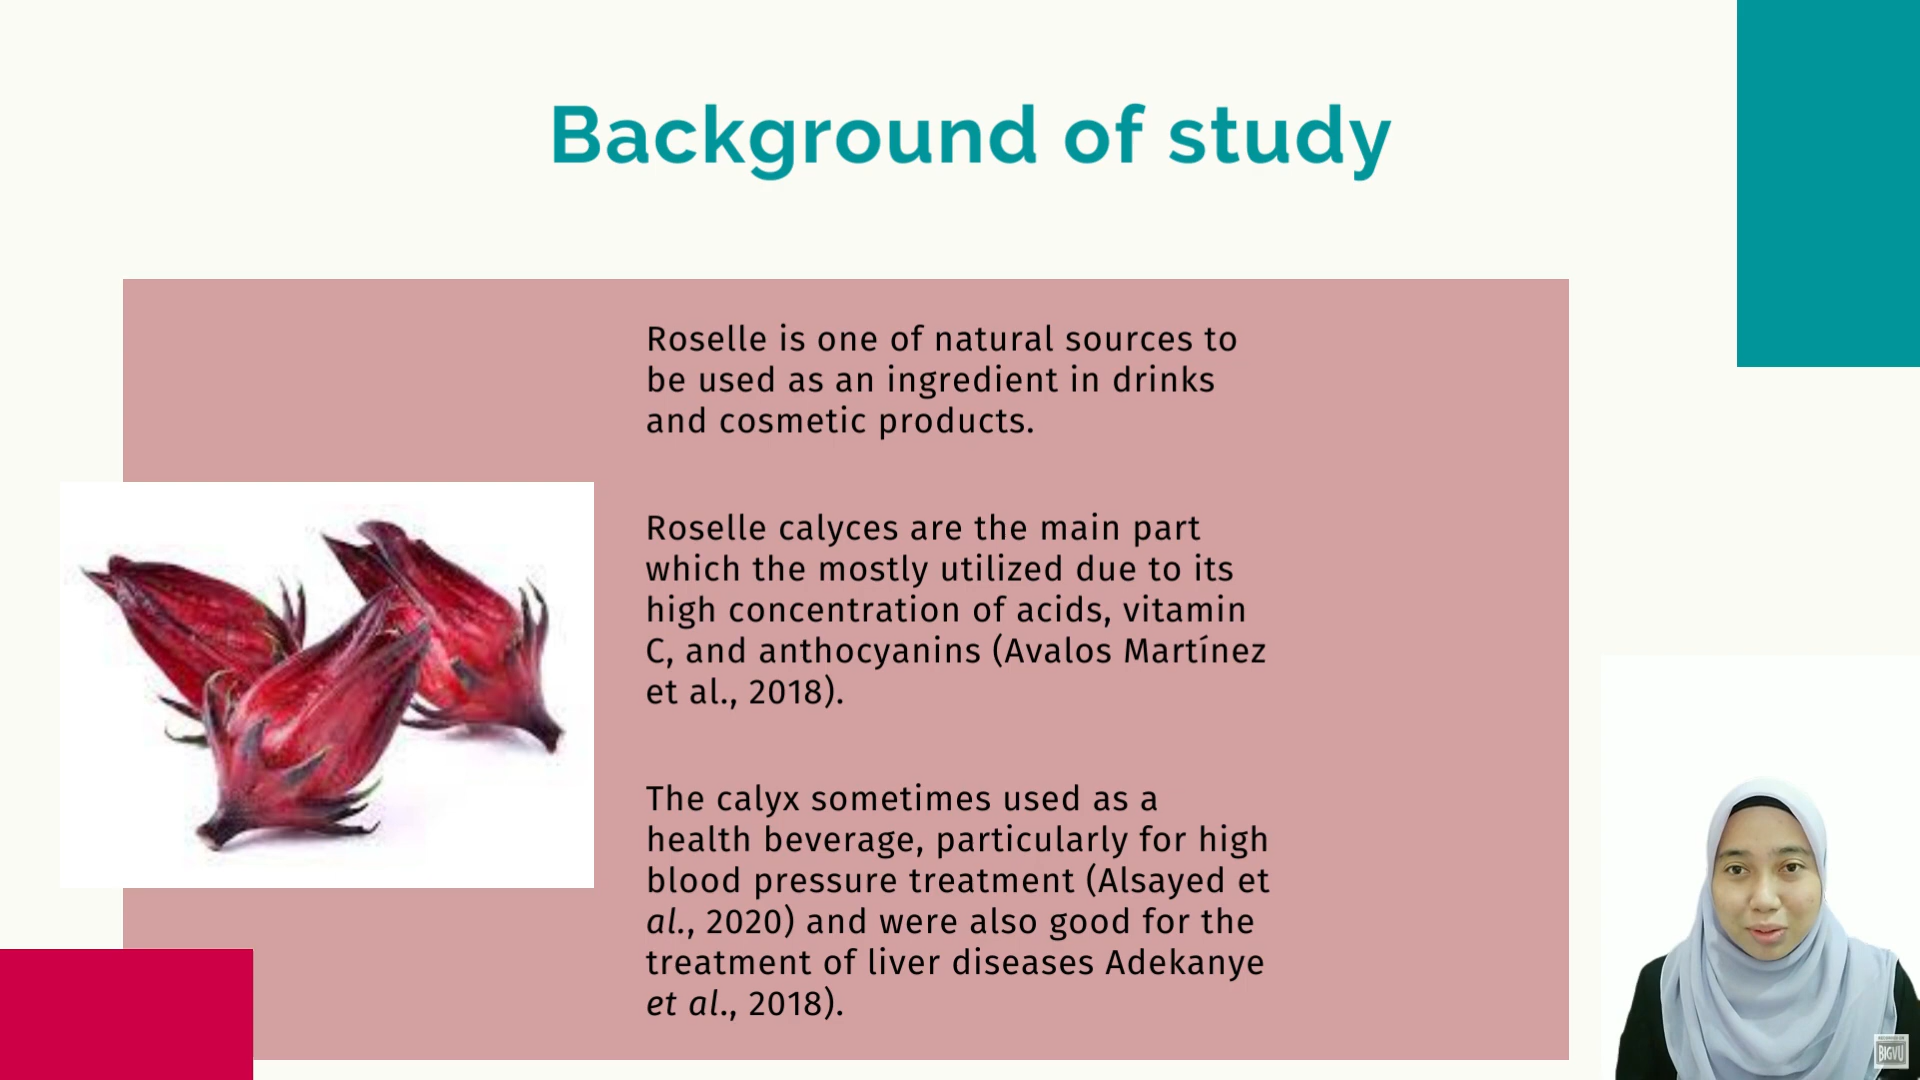 Background of study
Roselle is one of natural sources to
be used as an ingredient in drinks
and cosmetic products.
Roselle calyces are the main part
which the mostly utilized due to its
high concentration of acids, vitamin
C, and anthocyanins (Avalos Martínez
et al., 2018).
The calyx sometimes used as a
health beverage, particularly for high
blood pressure treatment (Alsayed et
al., 2020) and were also good for the
treatment of liver diseases Adekanye
et al., 2018).
BIGVU